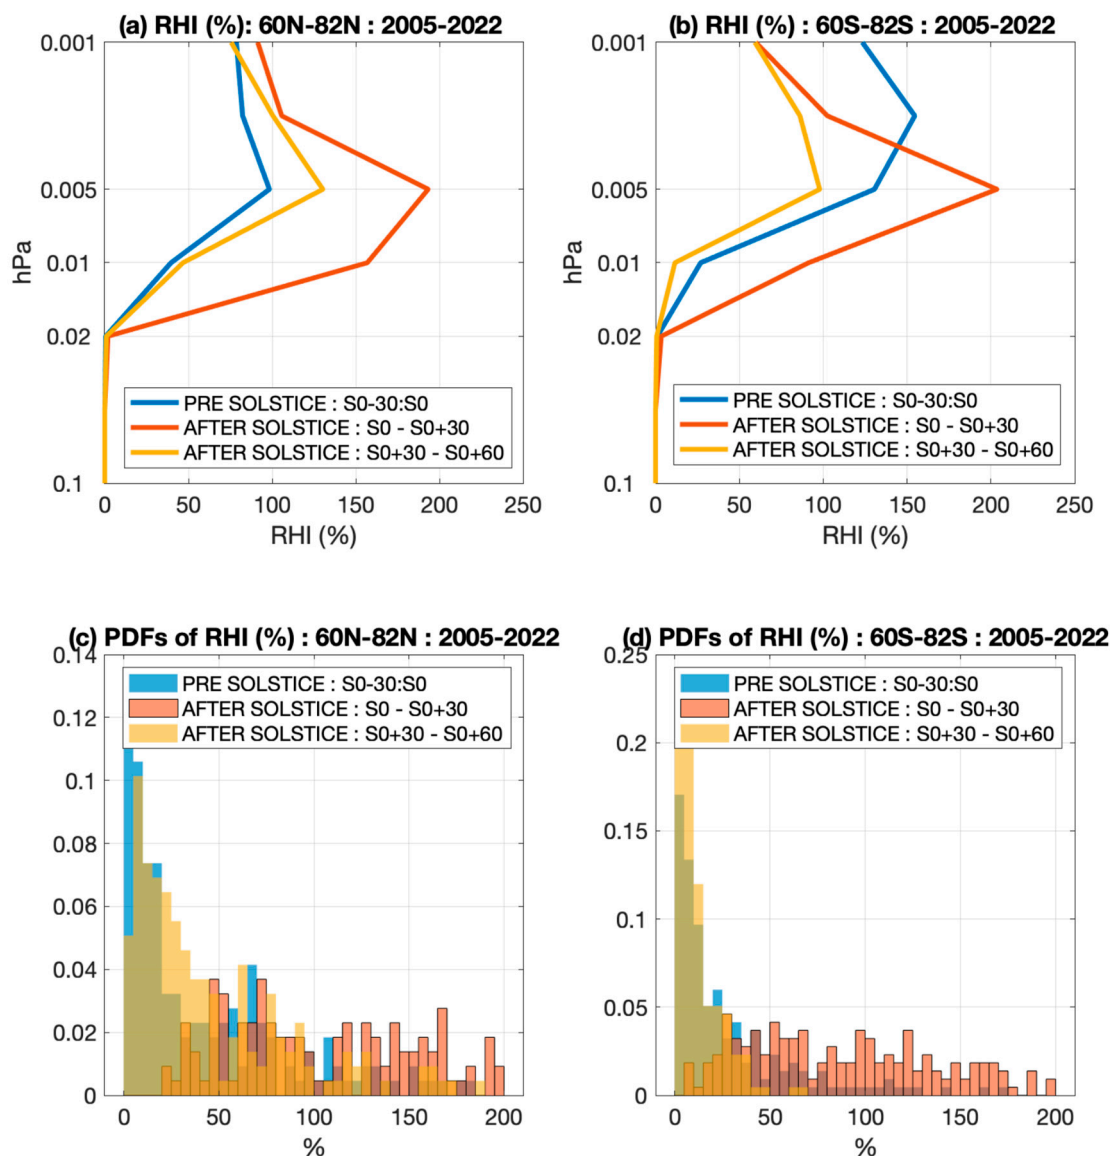 (a) RHI (%): 60N-82N : 2005-2022
0.001
0.005
0.01
0.02
0.1
hPa
PRE SOLSTICE : S0-30:S0
AFTER SOLSTICE : S0 - S0+30
AFTER SOLSTICE : S0+30 - S0+60
0
50
100
150
200
250
RHI (%)
(b) RHI (%) : 60S-82S : 2005-2022
0.001
0.005
0.01
0.02
0.1
hPa
PRE SOLSTICE : S0-30:S0
AFTER SOLSTICE : S0 - S0+30
AFTER SOLSTICE : S0+30 - S0+60
0
50
100
150
200
250
RHI (%)
(c) PDFs of RHI (%) : 60N-82N : 2005-2022
0.14
0.12
0.1
0.08
0.06
0.04
0.02
0
PRE SOLSTICE : S0-30:S0
AFTER SOLSTICE : S0 - S0+30
AFTER SOLSTICE : S0+30 - S0+60
0
50
100
150
200
%
(d) PDFs of RHI (%) : 60S-82S : 2005-2022
0.25
0.2
0.15
0.1
0.05
0
PRE SOLSTICE : S0-30:S0
AFTER SOLSTICE : S0 - S0+30
AFTER SOLSTICE : S0+30 - S0+60
0
50
100
150
200
%